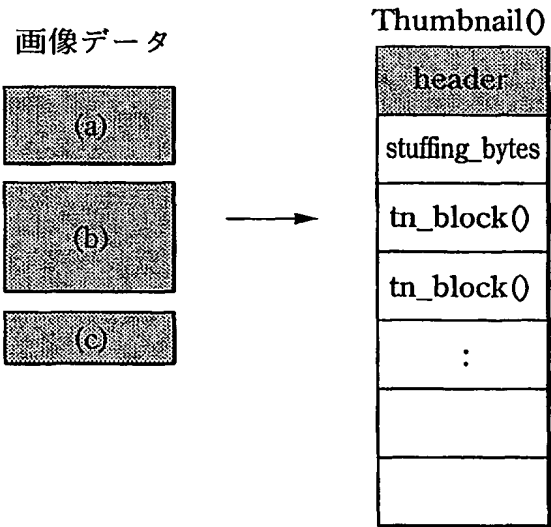 画像データ
(a)
(b)
(c)
Thumbnail()
header
stuffing_bytes
tn_block()
tn_block()
: